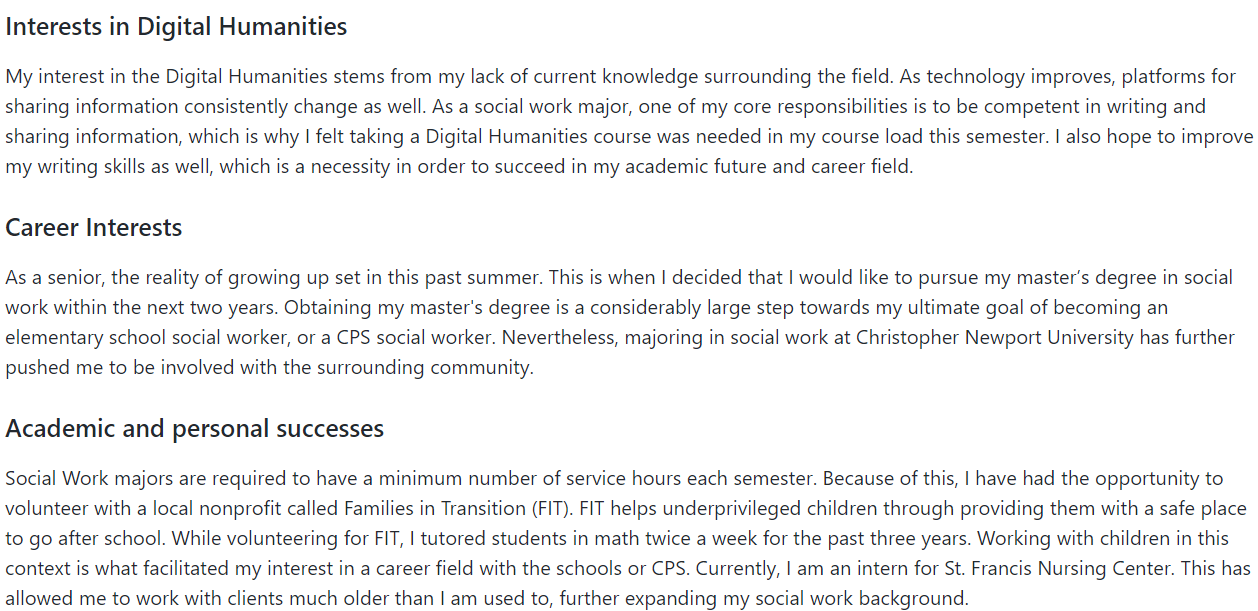 Interests in Digital Humanities
My interest in the Digital Humanities stems from my lack of current knowledge surrounding the field. As technology improves, platforms for
sharing information consistently change as well. As a social work major, one of my core responsibilities is to be competent in writing and
sharing information, which is why I felt taking a Digital Humanities course was needed in my course load this semester. I also hope to improve
my writing skills as well, which is a necessity in order to succeed in my academic future and career field.
Career Interests
As a senior, the reality of growing up set in this past summer. This is when I decided that I would like to pursue my master’s degree in social
work within the next two years. Obtaining my master's degree is a considerably large step towards my ultimate goal of becoming an
elementary school social worker, or a CPS social worker. Nevertheless, majoring in social work at Christopher Newport University has further
pushed me to be involved with the surrounding community.
Academic and personal successes
Social Work majors are required to have a minimum number of service hours each semester. Because of this, I have had the opportunity to
volunteer with a local nonprofit called Families in Transition (FIT). FIT helps underprivileged children through providing them with a safe place
to go after school. While volunteering for FIT, I tutored students in math twice a week for the past three years. Working with children in this
context is what facilitated my interest in a career field with the schools or CPS. Currently, I am an intern for St. Francis Nursing Center. This has
allowed me to work with clients much older than I am used to, further expanding my social work background.